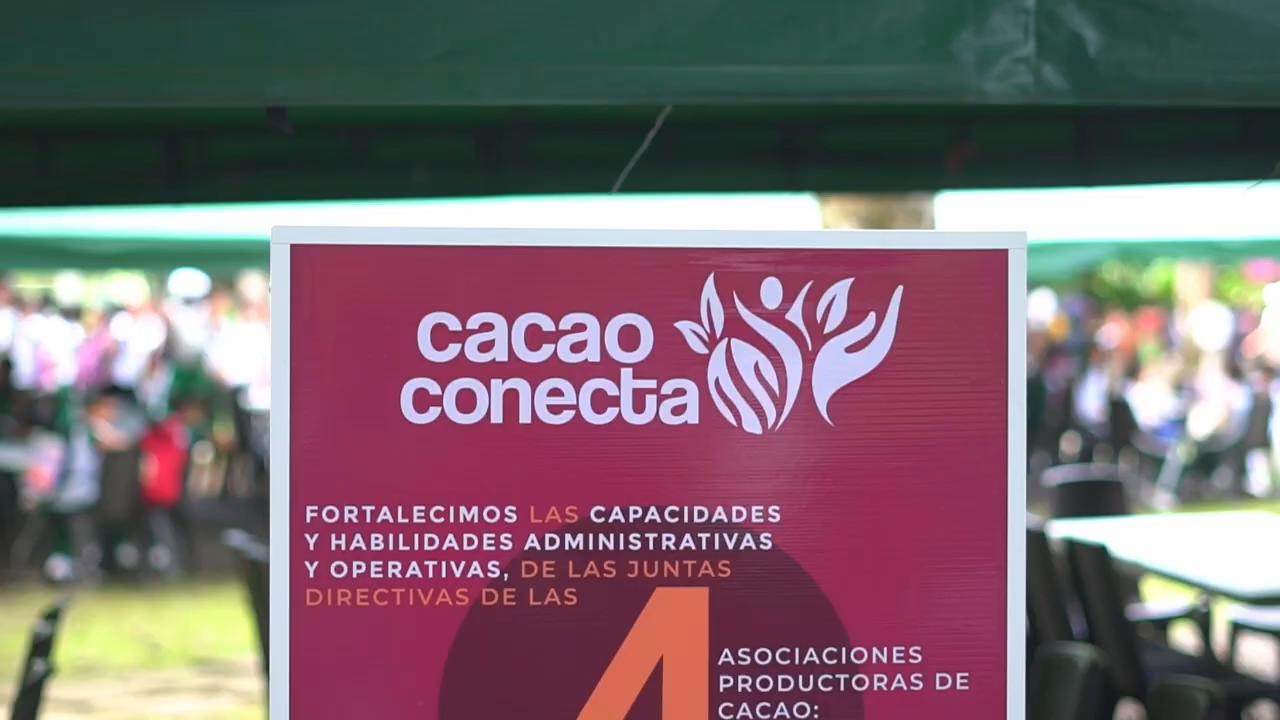 cacao
conecta
FORTALECIMOS LAS CAPACIDADES
Y HABILIDADES ADMINISTRATIVAS
Y OPERATIVAS, DE LAS JUNTAS
DIRECTIVAS DE LAS
4
ASOCIACIONES
PRODUCTORAS DE
CACAO: